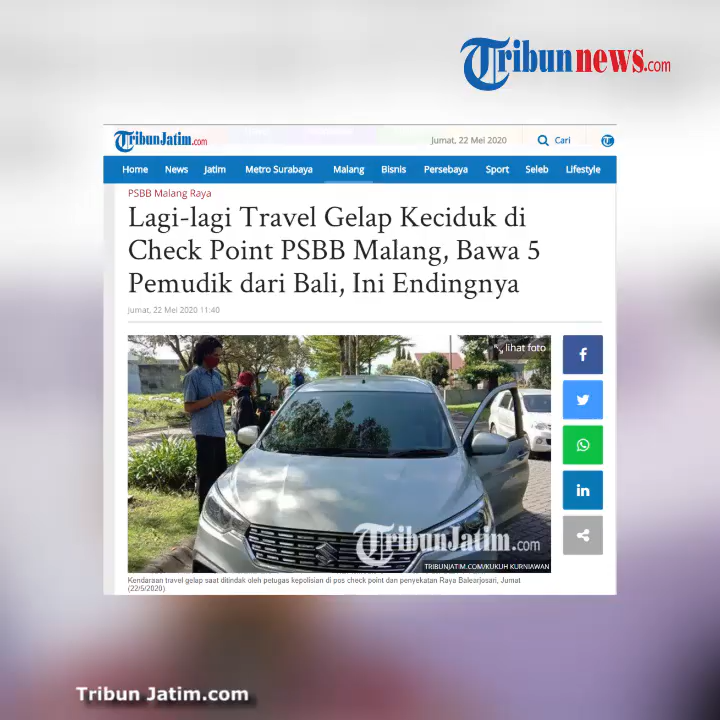 Tribunnews.com
TribunJatim.com
Jumat, 22 Mei 2020
Cari
Home News Jatim Metro Surabaya Malang Bisnis Persebaya Sport Seleb Lifestyle
PSBB Malang Raya
Lagi-lagi Travel Gelap Keciduk di
Check Point PSBB Malang, Bawa 5
Pemudik dari Bali, Ini Endingnya
Jumat, 22 Mei 2020 11:40
lihat foto
TribunJatim.com
TRIBUNJATIM.COM/KUKUH KURNIAWAN
Kendaraan travel gelap saat ditindak oleh petugas kepolisian di pos check point dan penyekatan Raya Balearjosari, Jumat
(22/5/2020)
Tribun Jatim.com